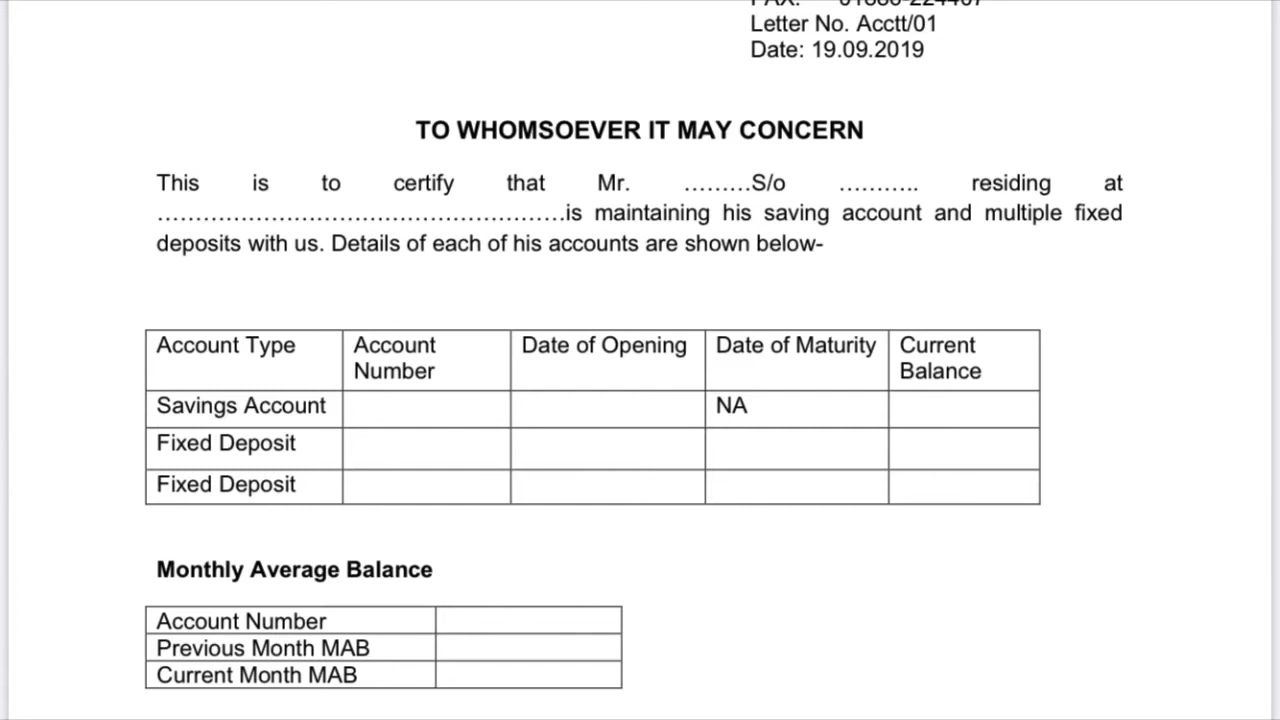 Letter No. Acctt/01
Date: 19.09.2019
TO WHOMSOEVER IT MAY CONCERN
This is to certify that Mr. .........S/o ........... residing at
......................................................is maintaining his saving account and multiple fixed
deposits with us. Details of each of his accounts are shown below-
Account Type Account Number Date of Opening Date of Maturity Current Balance
Savings Account NA
Fixed Deposit
Fixed Deposit
Monthly Average Balance
Account Number
Previous Month MAB
Current Month MAB